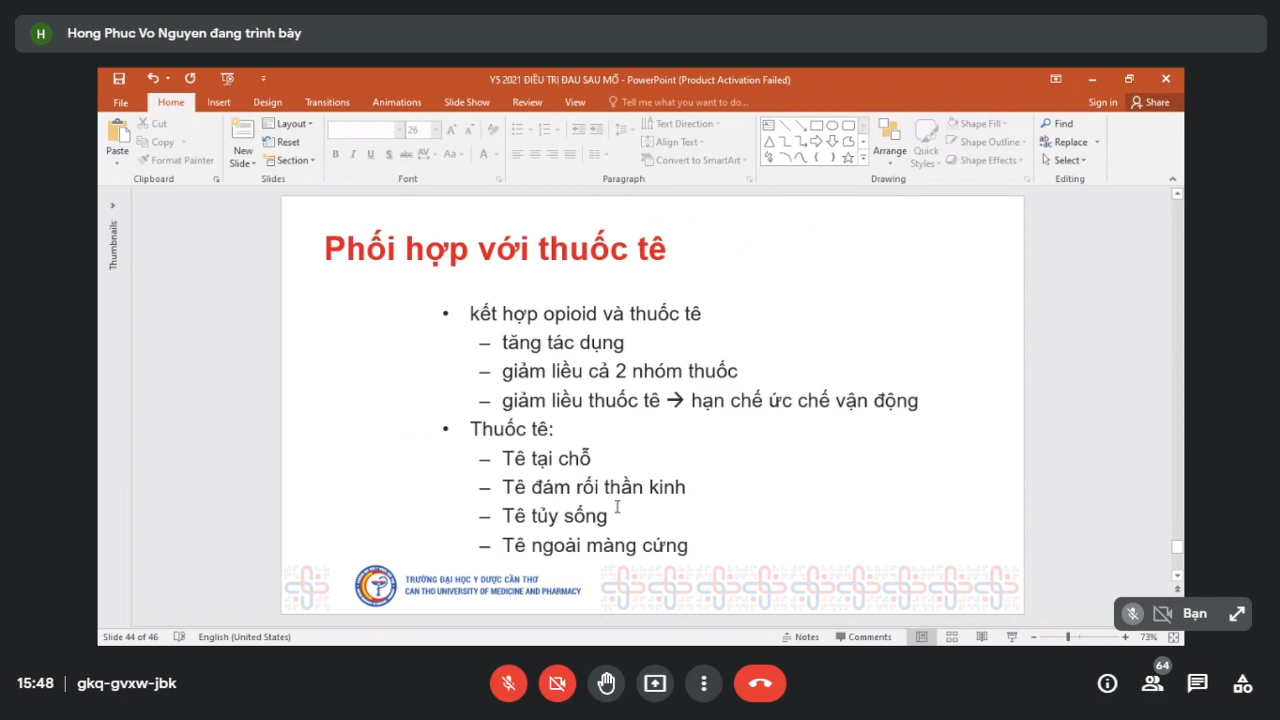 H Hong Phuc Vo Nguyen đang trình bày
Y5 2021 ĐIỀU TRỊ ĐAU SAU MỔ - PowerPoint (Product Activation Failed)
File Home Insert Design Transitions Animations Slide Show Review View Tell me what you want to do... Sign in Share
Paste
Cut
Copy
Format Painter
Clipboard
New
Slide
Layout
Reset
Section
Slides
26
B I U S abc AV Aa A
Font
Text Direction
Align Text
Convert to SmartArt
Paragraph
Arrange
Quick
Styles
Shape Fill
Shape Outline
Shape Effects
Drawing
Find
Replace
Select
Editing
Thumbnails
Phối hợp với thuốc tê
• kết hợp opioid và thuốc tê
– tăng tác dụng
– giảm liều cả 2 nhóm thuốc
– giảm liều thuốc tê → hạn chế ức chế vận động
• Thuốc tê:
– Tê tại chỗ
– Tê đám rối thần kinh
– Tê tủy sống
– Tê ngoài màng cứng
TRƯỜNG ĐẠI HỌC Y DƯỢC CẦN THƠ
CAN THO UNIVERSITY OF MEDICINE AND PHARMACY
Bạn
Slide 44 of 46 English (United States) Notes Comments 73%
15:48 | gkq-gvxw-jbk
64